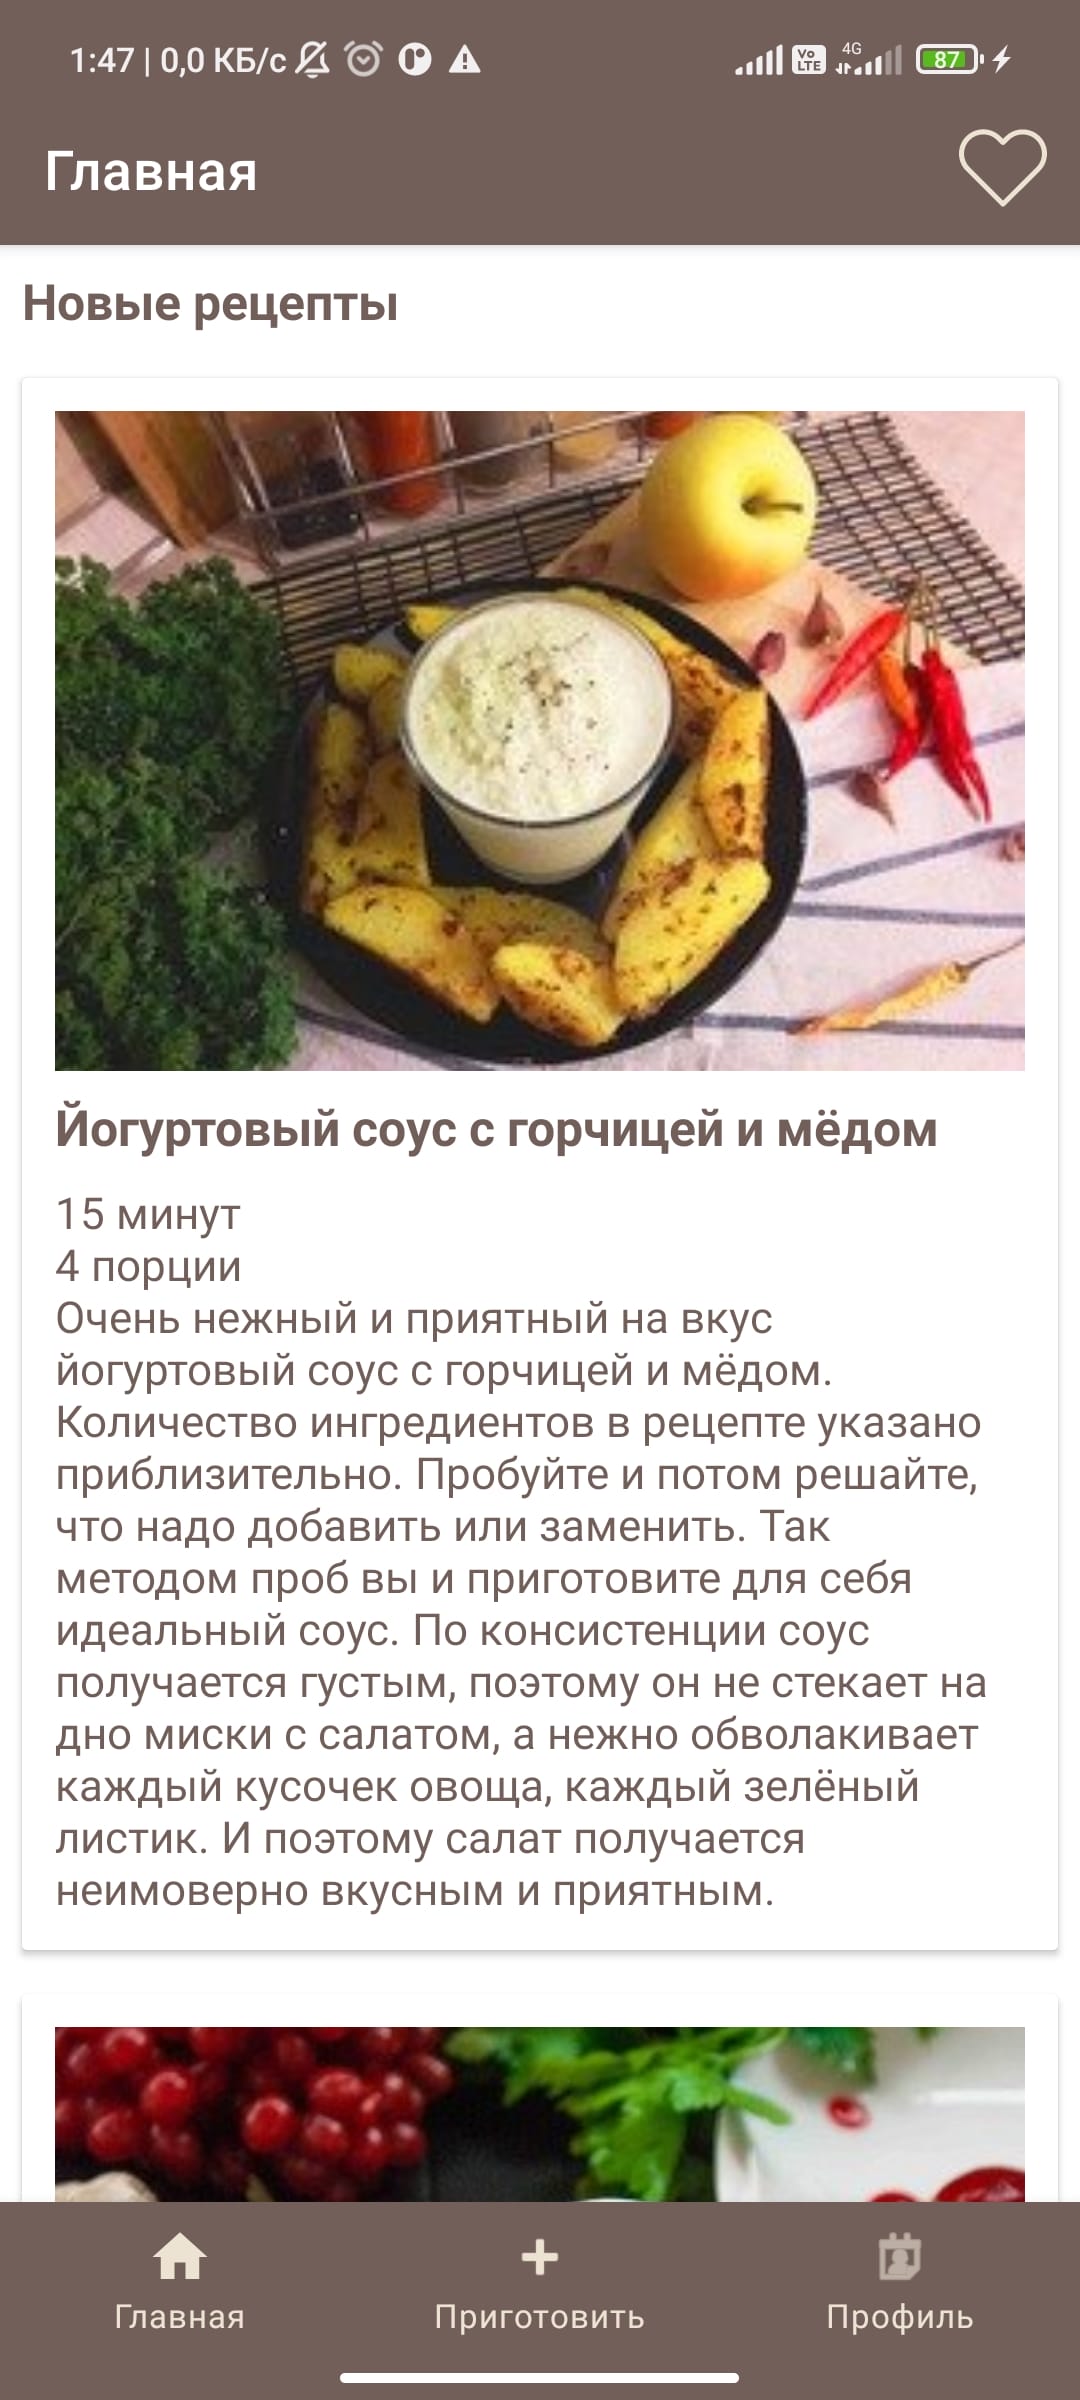 1:47 | 0,0 КБ/с
Vo LTE
4G
87
Главная
Новые рецепты
Йогуртовый соус с горчицей и мёдом
15 минут
4 порции
Очень нежный и приятный на вкус
йогуртовый соус с горчицей и мёдом.
Количество ингредиентов в рецепте указано
приблизительно. Пробуйте и потом решайте,
что надо добавить или заменить. Так
методом проб вы и приготовите для себя
идеальный соус. По консистенции соус
получается густым, поэтому он не стекает на
дно миски с салатом, а нежно обволакивает
каждый кусочек овоща, каждый зелёный
листик. И поэтому салат получается
неимоверно вкусным и приятным.
Главная
Приготовить
Профиль